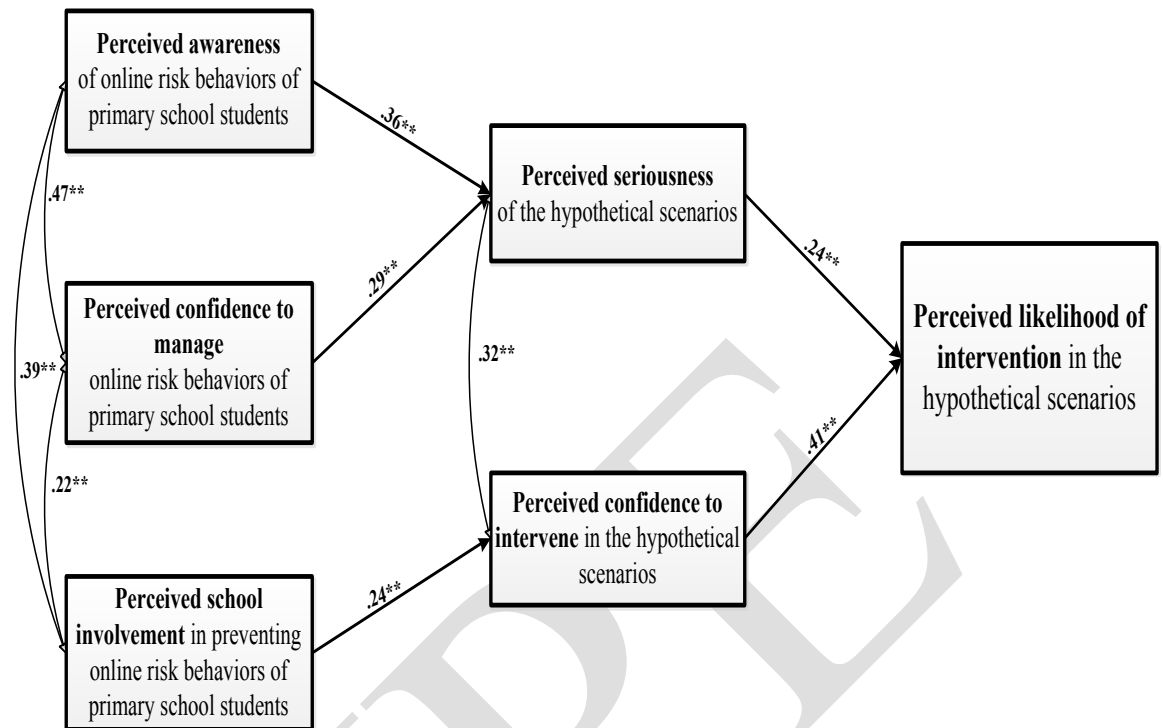 Perceived awareness
of online risk behaviors of
primary school students
.36**
Perceived seriousness
of the hypothetical scenarios
.47**
.24**
.29**
Perceived confidence to
manage
online risk behaviors of
primary school students
Perceived likelihood of
intervention in the
hypothetical scenarios
.39**
.32**
.41**
.22**
Perceived confidence to
intervene in the hypothetical
scenarios
.24**
Perceived school
involvement in preventing
online risk behaviors of
primary school students